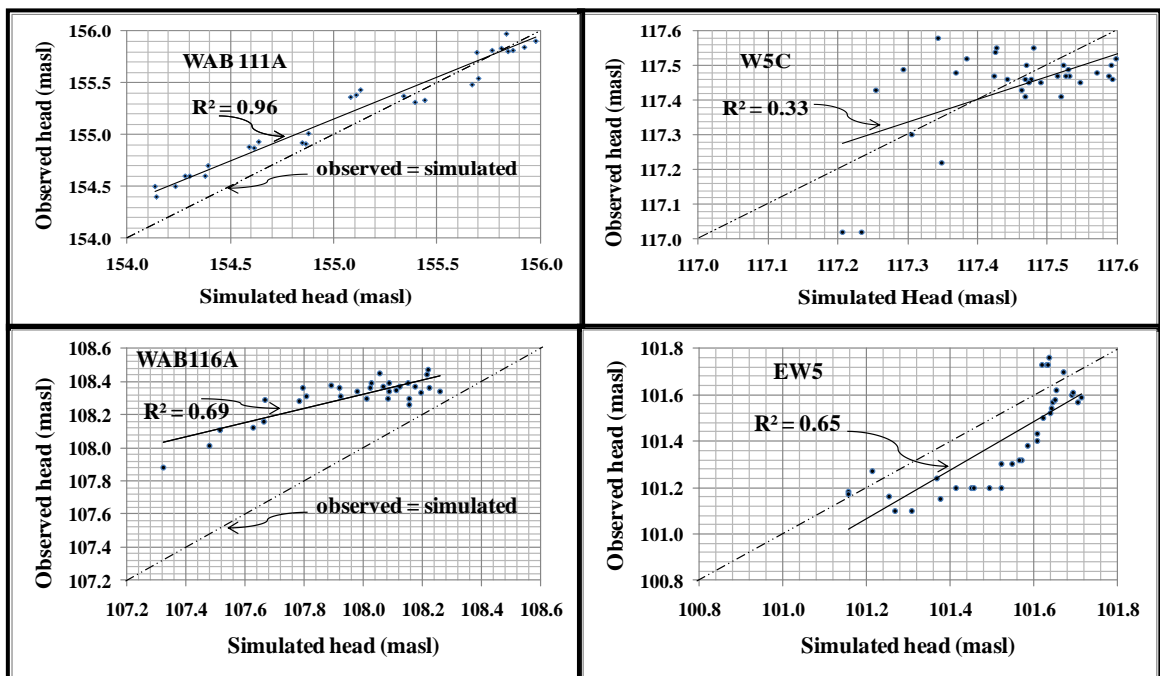 WAB 111A
R² = 0.96
observed = simulated
Observed head (masl)
156.0
155.5
155.0
154.5
154.0
154.0 154.5 155.0 155.5 156.0
Simulated head (masl)
W5C
R² = 0.33
Observed head (masl)
117.6
117.5
117.4
117.3
117.2
117.1
117.0
117.0 117.1 117.2 117.3 117.4 117.5 117.6
Simulated Head (masl)
WAB116A
R² = 0.69
observed = simulated
Observed head (masl)
108.6
108.4
108.2
108.0
107.8
107.6
107.4
107.2
107.2 107.4 107.6 107.8 108.0 108.2 108.4 108.6
Simulated head (masl)
EW5
R² = 0.65
Observed head (masl)
101.8
101.6
101.4
101.2
101.0
100.8
100.8 101.0 101.2 101.4 101.6 101.8
Simulated head (masl)